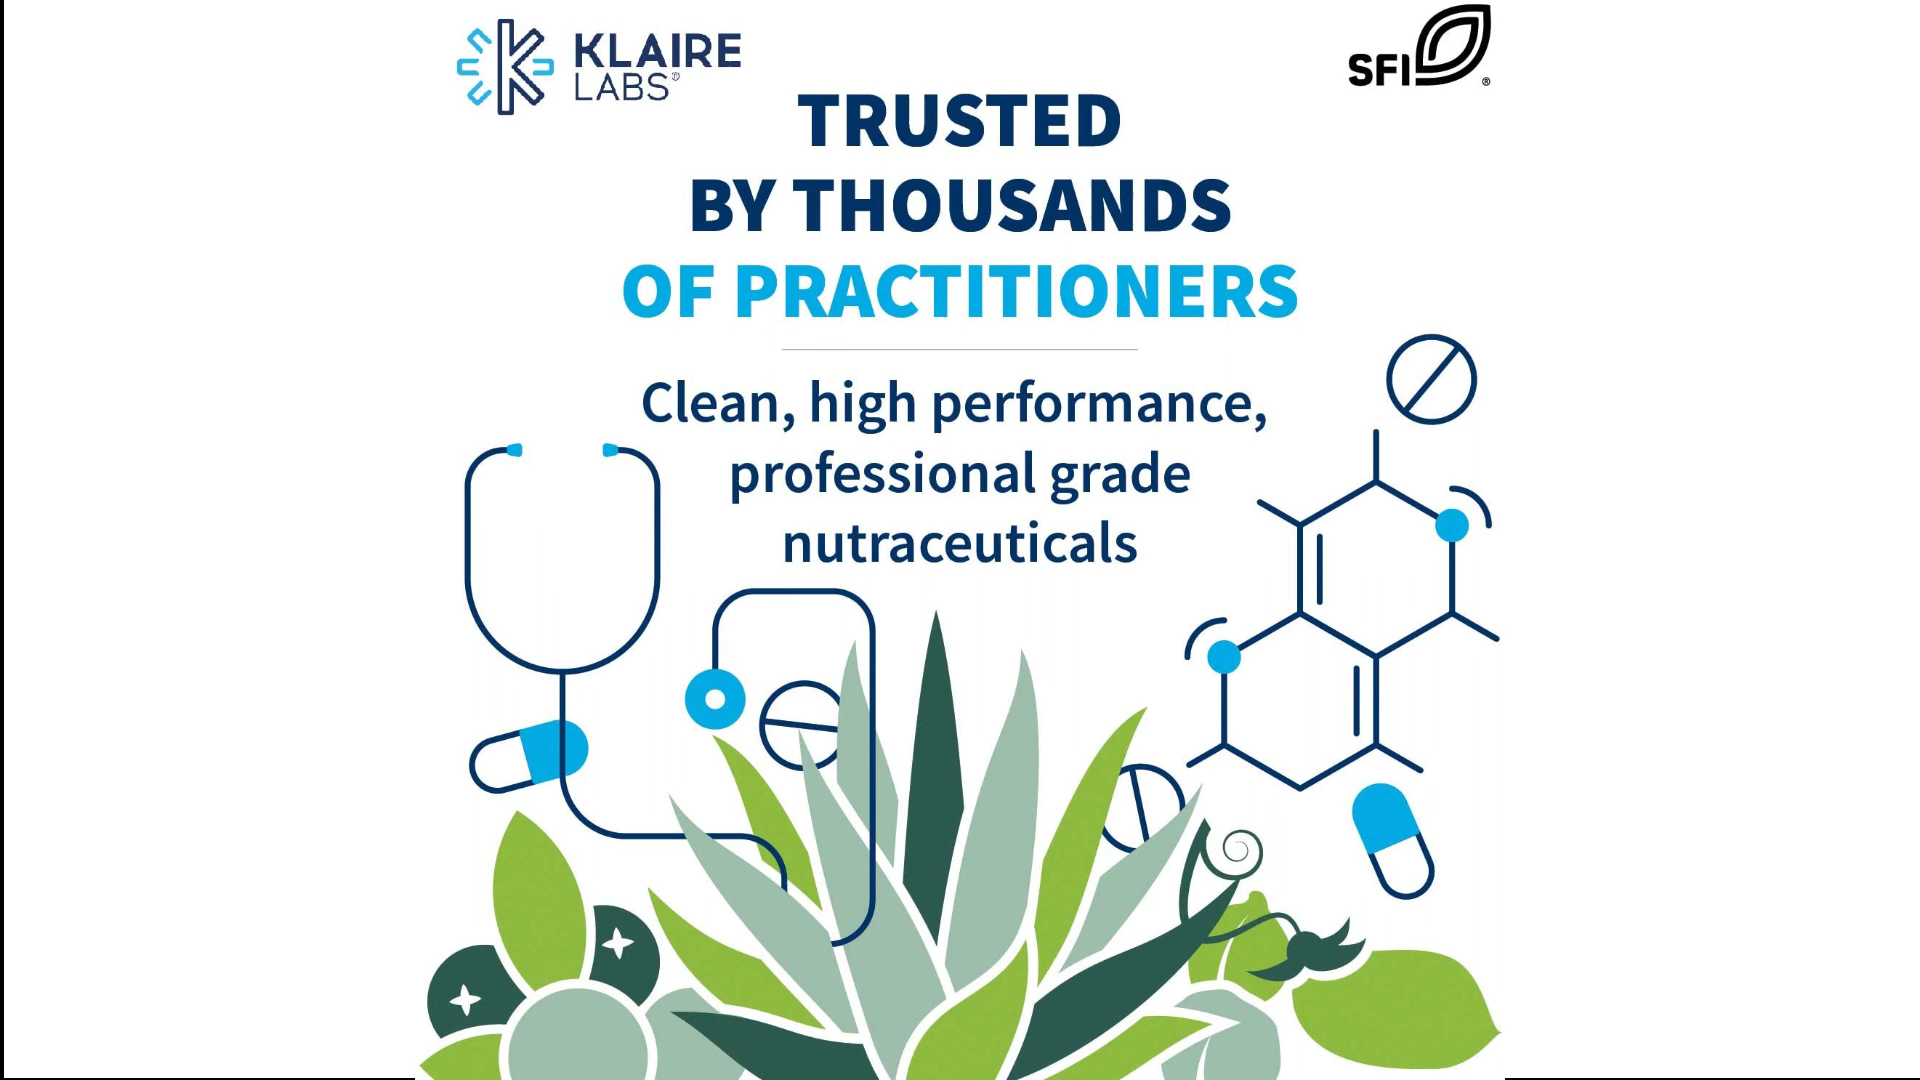 KLAIRE
LABS®
SFI®
TRUSTED
BY THOUSANDS
OF PRACTITIONERS
Clean, high performance,
professional grade
nutraceuticals